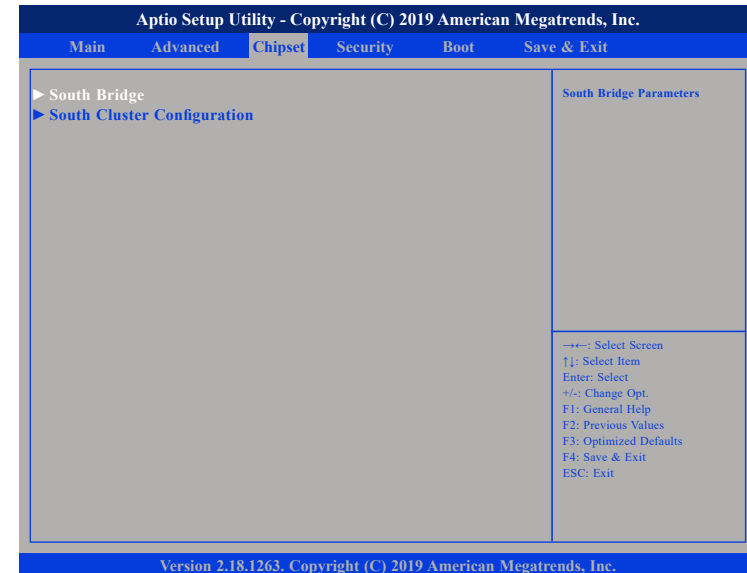 Aptio Setup Utility - Copyright (C) 2019 American Megatrends, Inc.
Main Advanced Chipset Security Boot Save & Exit
► South Bridge
► South Cluster Configuration
South Bridge Parameters
→←: Select Screen
↑↓: Select Item
Enter: Select
+/-: Change Opt.
F1: General Help
F2: Previous Values
F3: Optimized Defaults
F4: Save & Exit
ESC: Exit
Version 2.18.1263. Copyright (C) 2019 American Megatrends, Inc.